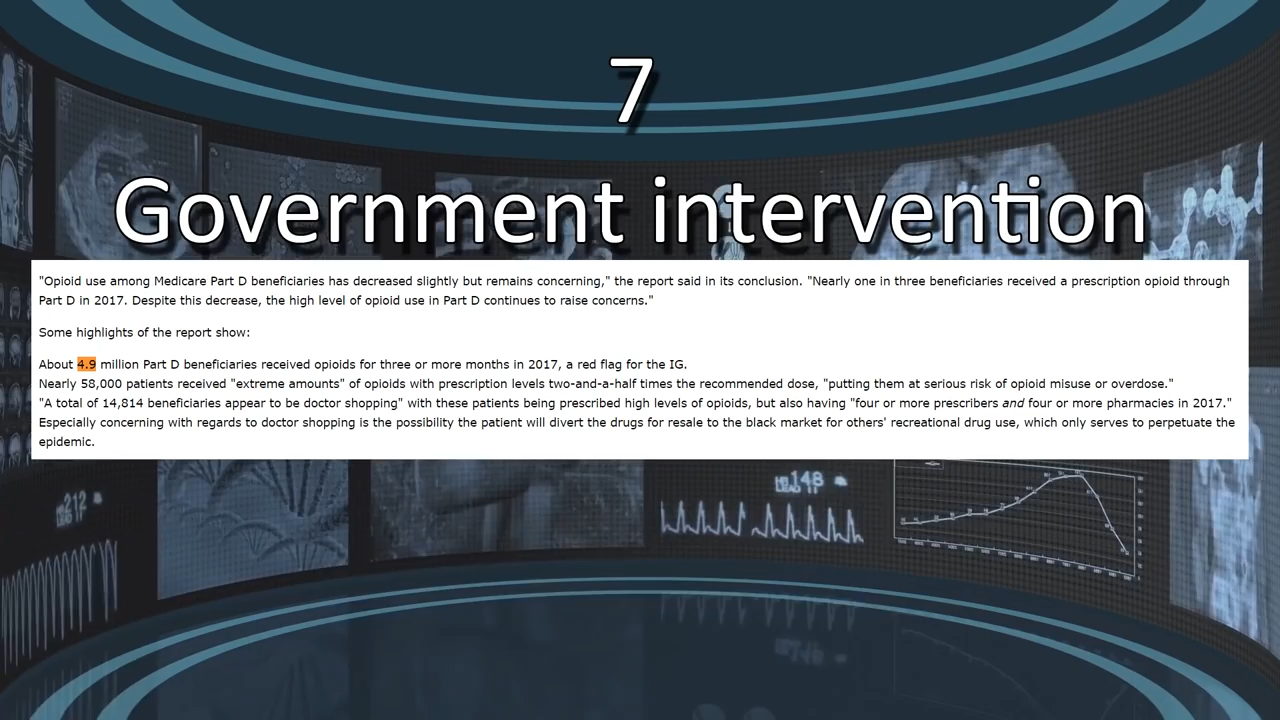 7
Government intervention
"Opioid use among Medicare Part D beneficiaries has decreased slightly but remains concerning," the report said in its conclusion. "Nearly one in three beneficiaries received a prescription opioid through
Part D in 2017. Despite this decrease, the high level of opioid use in Part D continues to raise concerns."
Some highlights of the report show:
About 4.9 million Part D beneficiaries received opioids for three or more months in 2017, a red flag for the IG.
Nearly 58,000 patients received "extreme amounts" of opioids with prescription levels two-and-a-half times the recommended dose, "putting them at serious risk of opioid misuse or overdose."
"A total of 14,814 beneficiaries appear to be doctor shopping" with these patients being prescribed high levels of opioids, but also having "four or more prescribers and four or more pharmacies in 2017."
Especially concerning with regards to doctor shopping is the possibility the patient will divert the drugs for resale to the black market for others' recreational drug use, which only serves to perpetuate the
epidemic.
212
148